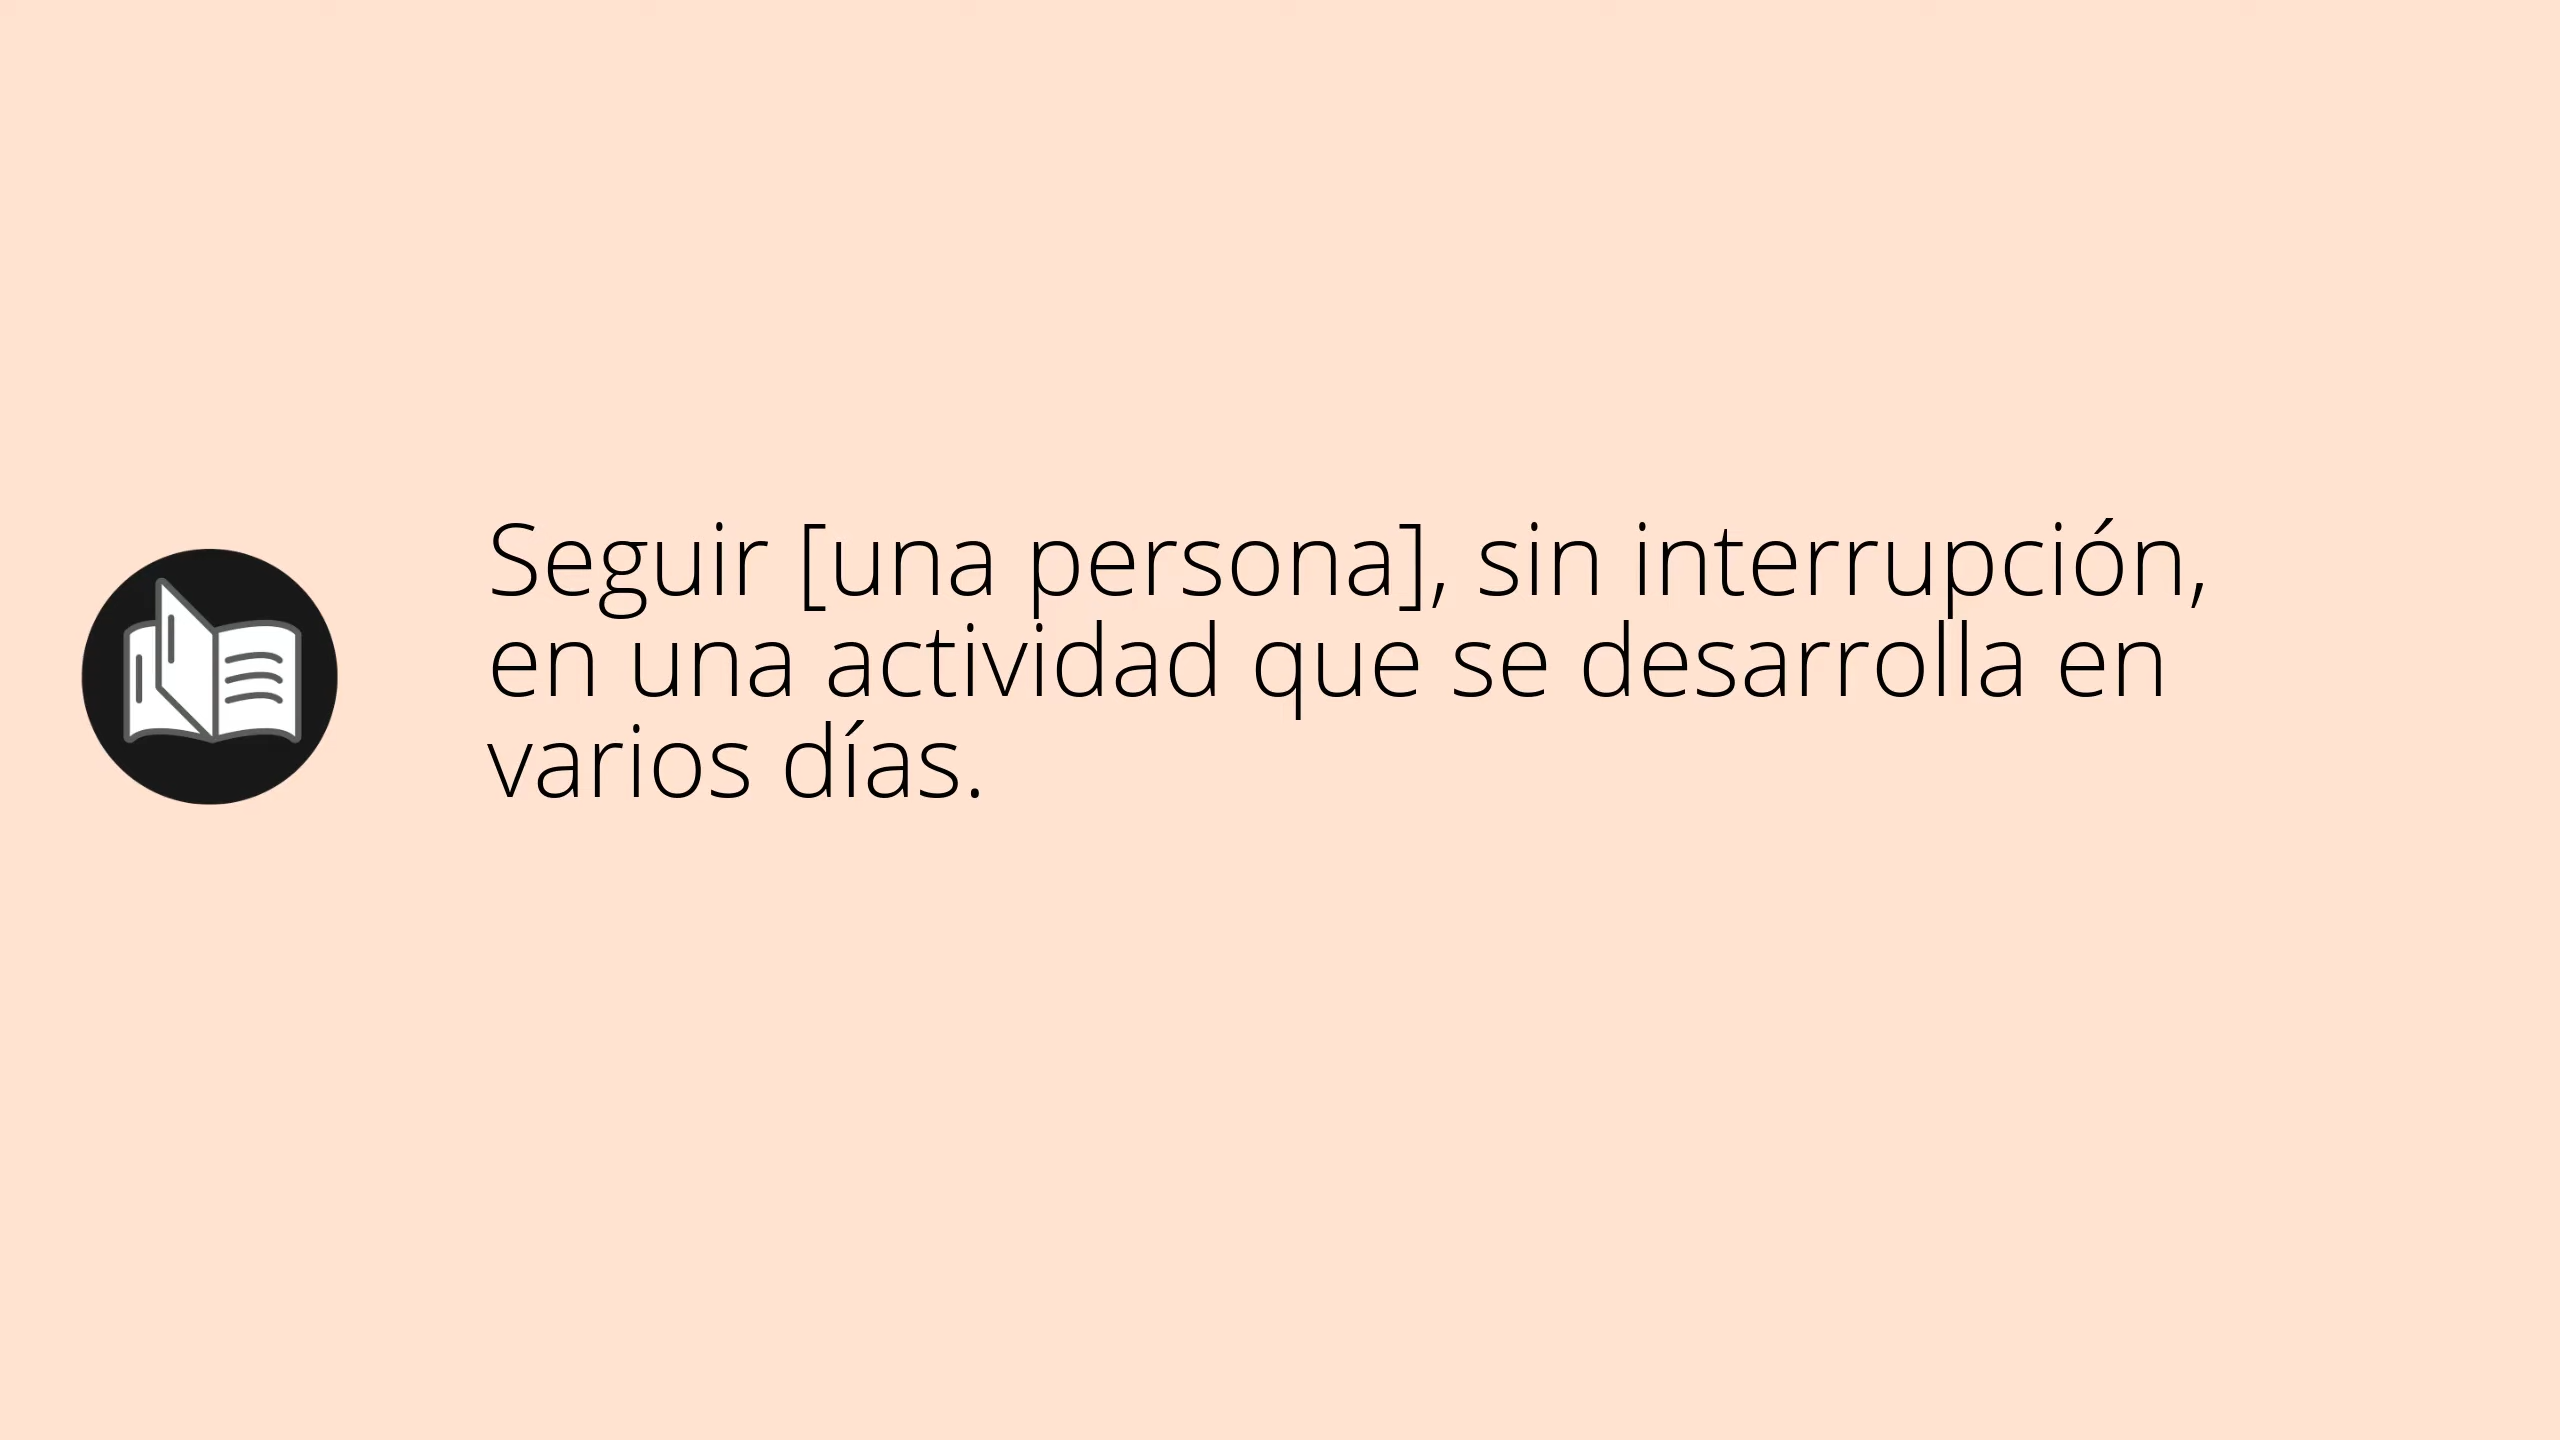 Seguir [una persona], sin interrupción,
en una actividad que se desarrolla en
varios días.